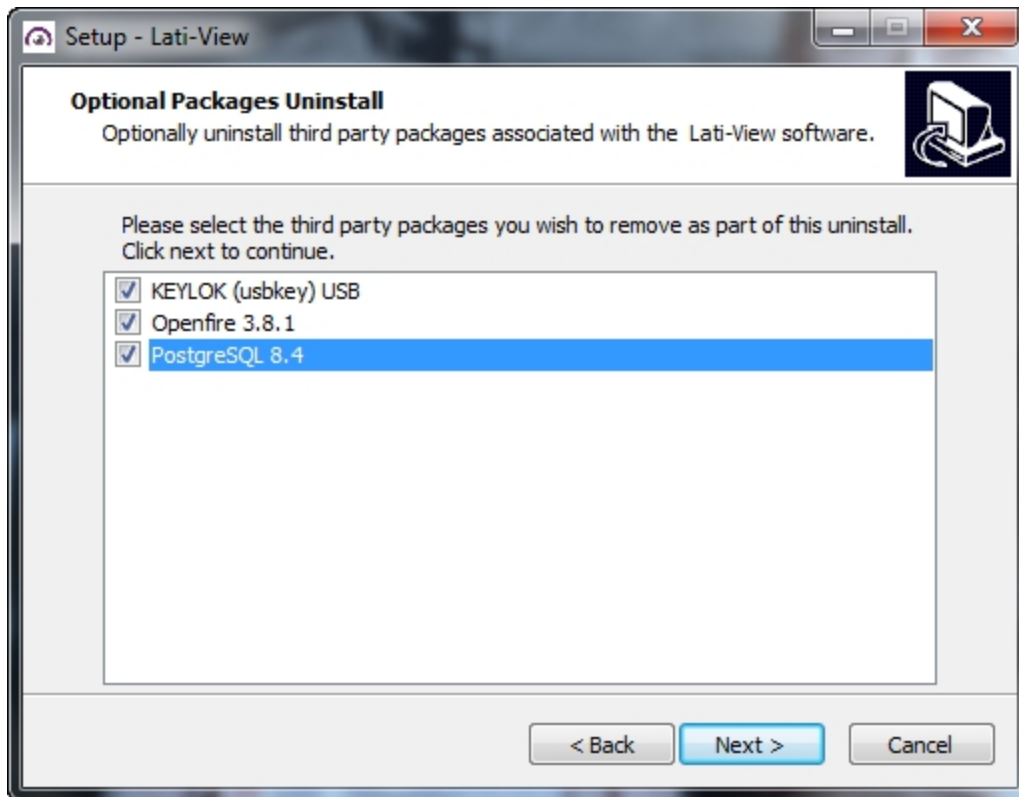 Setup - Lati-View
Optional Packages Uninstall
Optionally uninstall third party packages associated with the Lati-View software.
Please select the third party packages you wish to remove as part of this uninstall.
Click next to continue.
KEYLOK (usbkey) USB
Openfire 3.8.1
PostgreSQL 8.4
< Back Next > Cancel